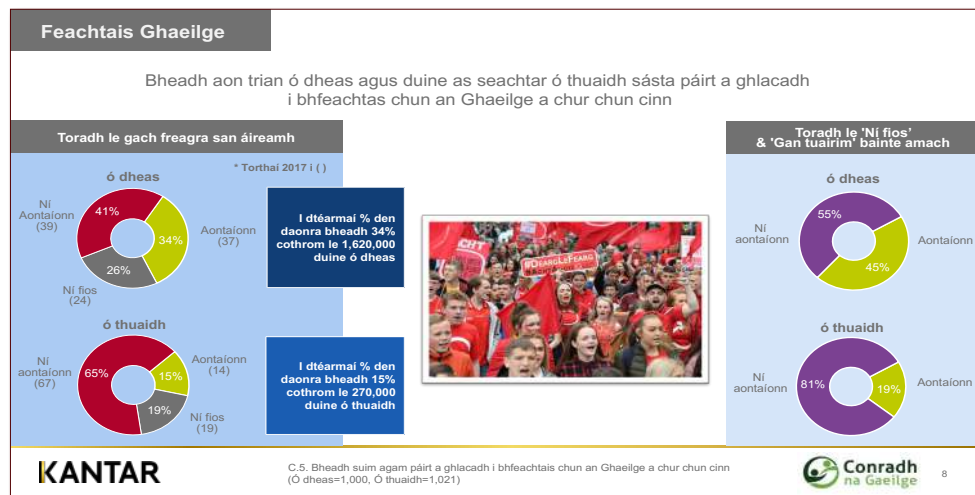 Feachtais Ghaeilge
Bheadh aon trian ó dheas agus duine as seachtar ó thuaidh sásta páirt a ghlacadh
i bhfeachtas chun an Ghaeilge a chur chun cinn
Toradh le gach freagra san áireamh
* Torthaí 2017 i ( )
ó dheas
Ní
Aontaíonn
(39)
41%
34%
Aontaíonn
(37)
26%
Ní fios
(24)
I dtéarmaí % den
daonra bheadh 34%
cothrom le 1,620,000
duine ó dheas
ó thuaidh
Ní
aontaíonn
(67)
65%
Aontaíonn
(14)
15%
19%
Ní fios
(19)
I dtéarmaí % den
daonra bheadh 15%
cothrom le 270,000
duine ó thuaidh
#DEARGLEFEARG
Toradh le 'Ní fios'
& 'Gan tuairim' bainte amach
ó dheas
55%
Ní
aontaíonn
Aontaíonn
45%
ó thuaidh
Ní
aontaíonn
81%
19%
Aontaíonn
KANTAR
C.5. Bheadh suim agam páirt a ghlacadh i bhfeachtais chun an Ghaeilge a chur chun cinn
(Ó dheas=1,000, Ó thuaidh=1,021)
Conradh
na Gaeilge
8